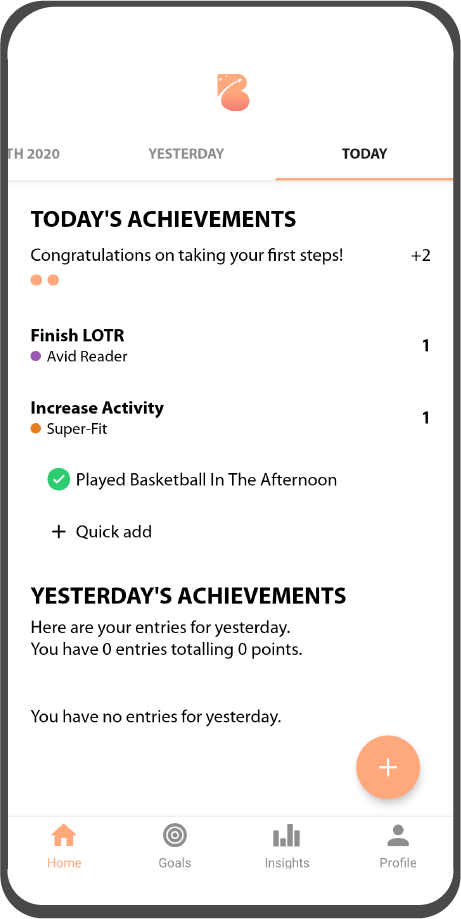 TH 2020 YESTERDAY TODAY
TODAY'S ACHIEVEMENTS
Congratulations on taking your first steps! +2
Finish LOTR
Avid Reader 1
Increase Activity
Super-Fit 1
Played Basketball In The Afternoon
+ Quick add
YESTERDAY'S ACHIEVEMENTS
Here are your entries for yesterday.
You have 0 entries totalling 0 points.
You have no entries for yesterday.
+
Home Goals Insights Profile